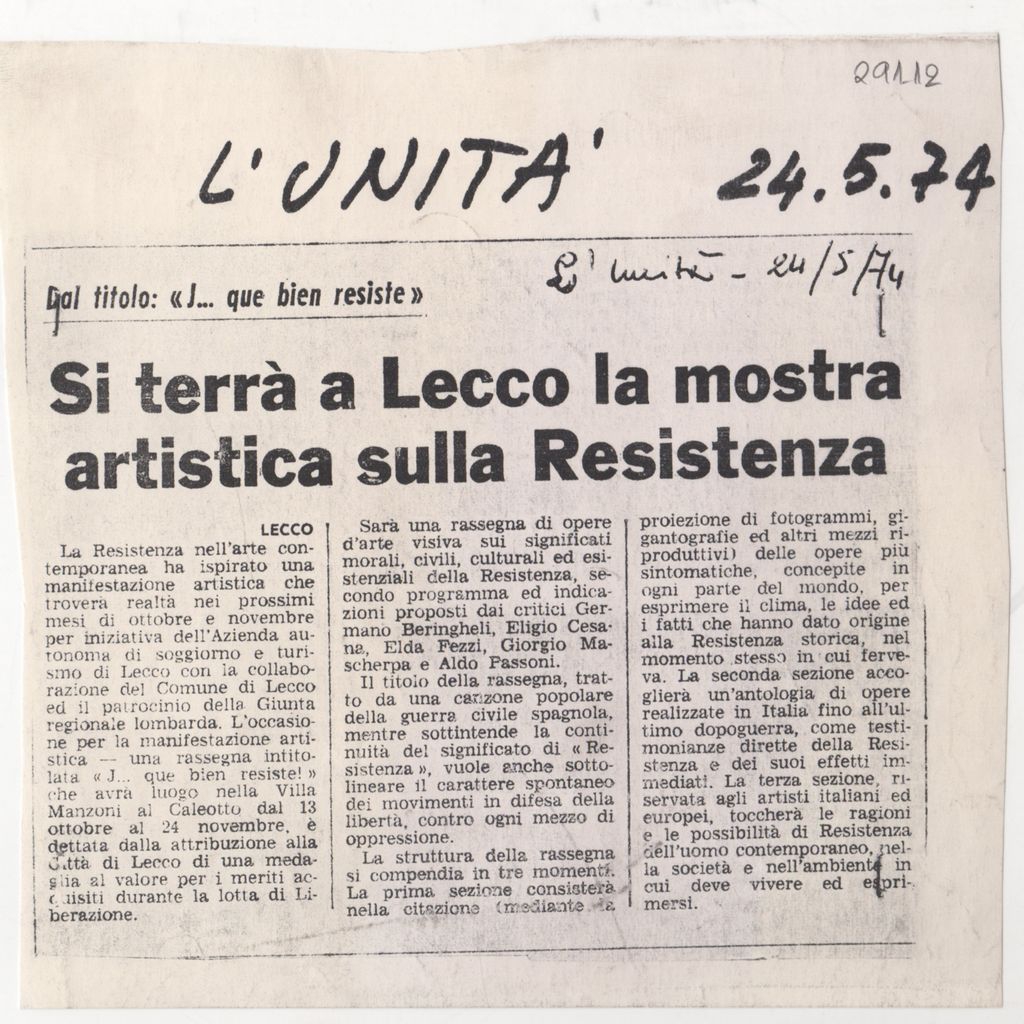 29112
L'UNITA' 24.5.74
L'Unità - 24/5/74
Dal titolo: «J... que bien resiste»
Si terrà a Lecco la mostra
artistica sulla Resistenza
LECCO
La Resistenza nell'arte con-
temporanea ha ispirato una
manifestazione artistica che
troverà realtà nei prossimi
mesi di ottobre e novembre
per iniziativa dell'Azienda au-
tonoma di soggiorno e turi-
smo di Lecco con la collabo-
razione del Comune di Lecco
ed il patrocinio della Giunta
regionale lombarda. L'occasio-
ne per la manifestazione arti-
stica — una rassegna intito-
lata «J... que bien resiste!»
che avrà luogo nella Villa
Manzoni al Caleotto dal 13
ottobre al 24 novembre, è
dettata dalla attribuzione alla
Città di Lecco di una meda-
glia al valore per i meriti ac-
quisiti durante la lotta di Li-
berazione.
Sarà una rassegna di opere
d'arte visiva sui significati
morali, civili, culturali ed esi-
stenziali della Resistenza, se-
condo programma ed indica-
zioni proposti dai critici Ger-
mano Beringheli, Eligio Cesa-
na, Elda Fezzi, Giorgio Ma-
scherpa e Aldo Passoni.
Il titolo della rassegna, trat-
to da una canzone popolare
della guerra civile spagnola,
mentre sottintende la conti-
nuità del significato di «Re-
sistenza», vuole anche sotto-
lineare il carattere spontaneo
dei movimenti in difesa della
libertà, contro ogni mezzo di
oppressione.
La struttura della rassegna
si compendia in tre momenti.
La prima sezione consisterà
nella citazione (mediante la
proiezione di fotogrammi, gi-
gantografie ed altri mezzi ri-
produttivi) delle opere più
sintomatiche, concepite in
ogni parte del mondo, per
esprimere il clima, le idee ed
i fatti che hanno dato origine
alla Resistenza storica, nel
momento stesso in cui ferve-
va. La seconda sezione acco-
glierà un'antologia di opere
realizzate in Italia fino all'ul-
timo dopoguerra, come testi-
monianze dirette della Resi-
stenza e dei suoi effetti im-
mediati. La terza sezione, ri-
servata agli artisti italiani ed
europei, toccherà le ragioni
e le possibilità di Resistenza
dell'uomo contemporaneo, nel-
la società e nell'ambiente in
cui deve vivere ed espri-
mersi.